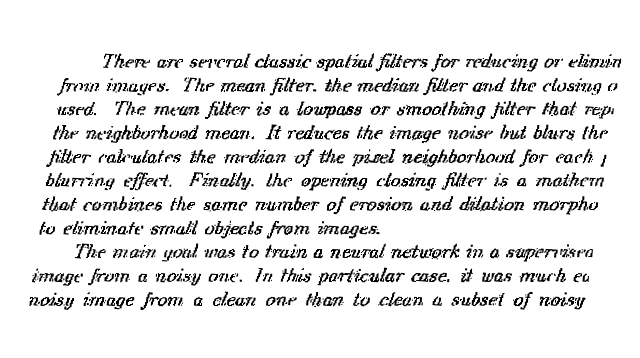 There are several classic spatial filters for reducing or elimin
from images. The mean filter, the median filter and the closing o
used. The mean filter is a lowpass or smoothing filter that repl
the neighborhood mean. It reduces the image noise but blurs the
filter calculates the median of the pixel neighborhood for each p
blurring effect. Finally, the opening closing filter is a mathem
that combines the same number of erosion and dilation morpho
to eliminate small objects from images.
The main goal was to train a neural network in a supervised
image from a noisy one. In this particular case, it was much ea
noisy image from a clean one than to clean a subset of noisy